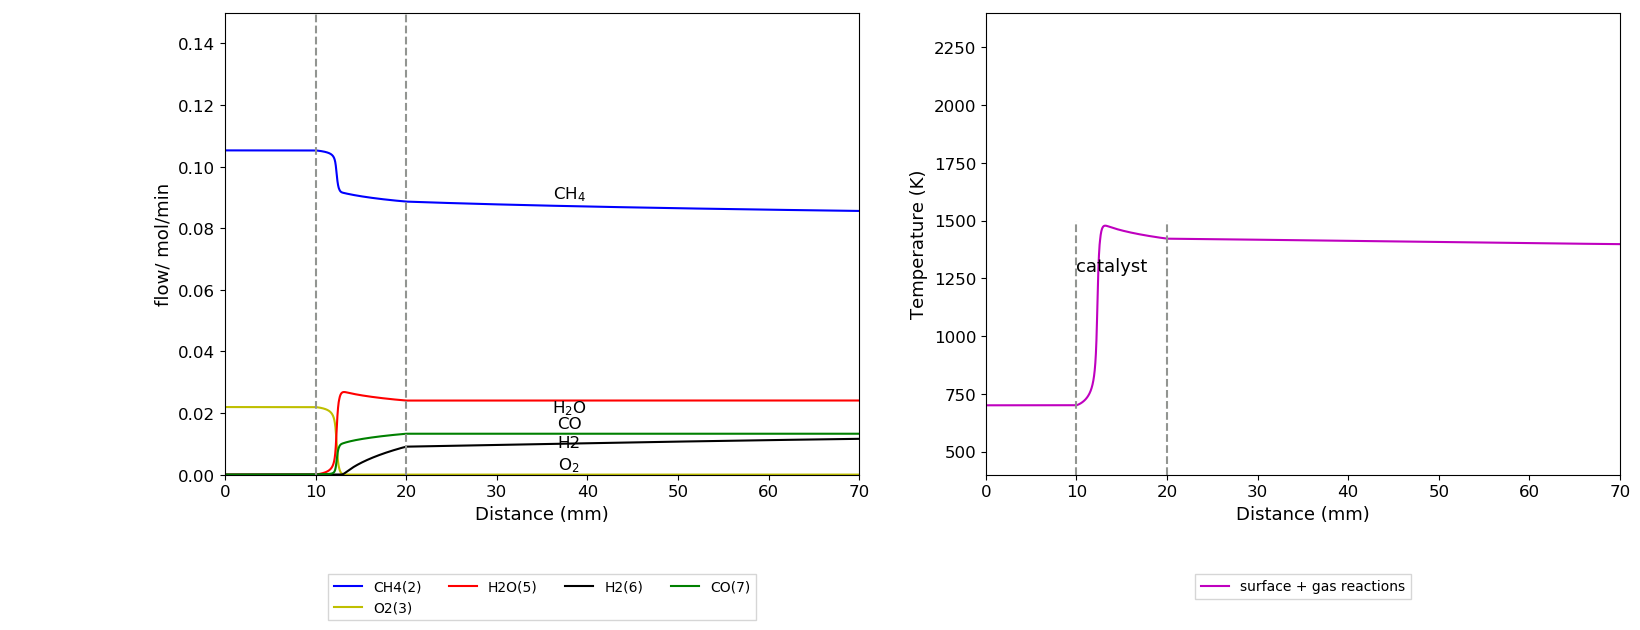 0.14
0.12
0.10
0.08
0.06
0.04
0.02
0.00
flow/ mol/min
CH₄
H₂O
CO
H2
O₂
0 10 20 30 40 50 60 70
Distance (mm)
CH4(2) H2O(5) H2(6) CO(7)
O2(3)
2250
2000
1750
1500
1250
1000
750
500
Temperature (K)
catalyst
0 10 20 30 40 50 60 70
Distance (mm)
surface + gas reactions